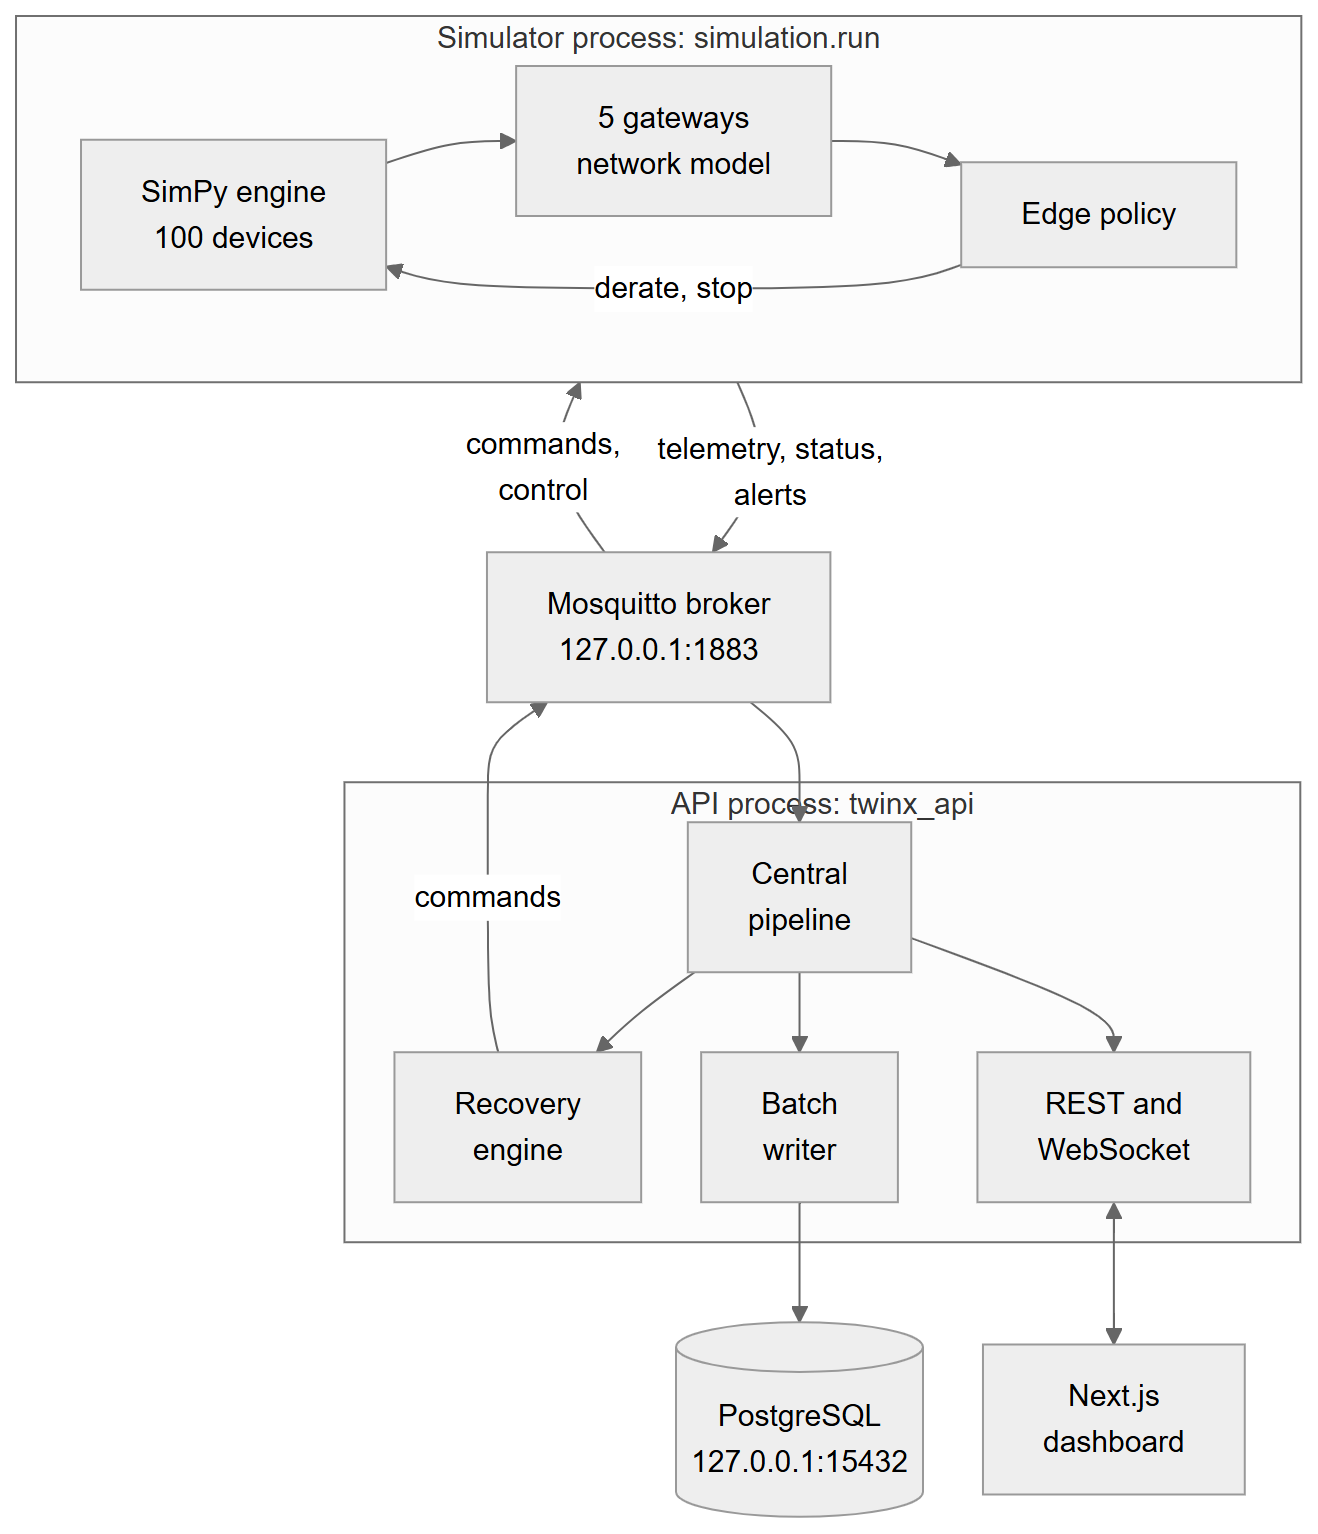 Simulator process: simulation.run
5 gateways
network model
SimPy engine
100 devices
Edge policy
derate, stop
commands,
control
telemetry, status,
alerts
Mosquitto broker
127.0.0.1:1883
API process: twinx_api
Central
pipeline
commands
Recovery
engine
Batch
writer
REST and
WebSocket
PostgreSQL
127.0.0.1:15432
Next.js
dashboard